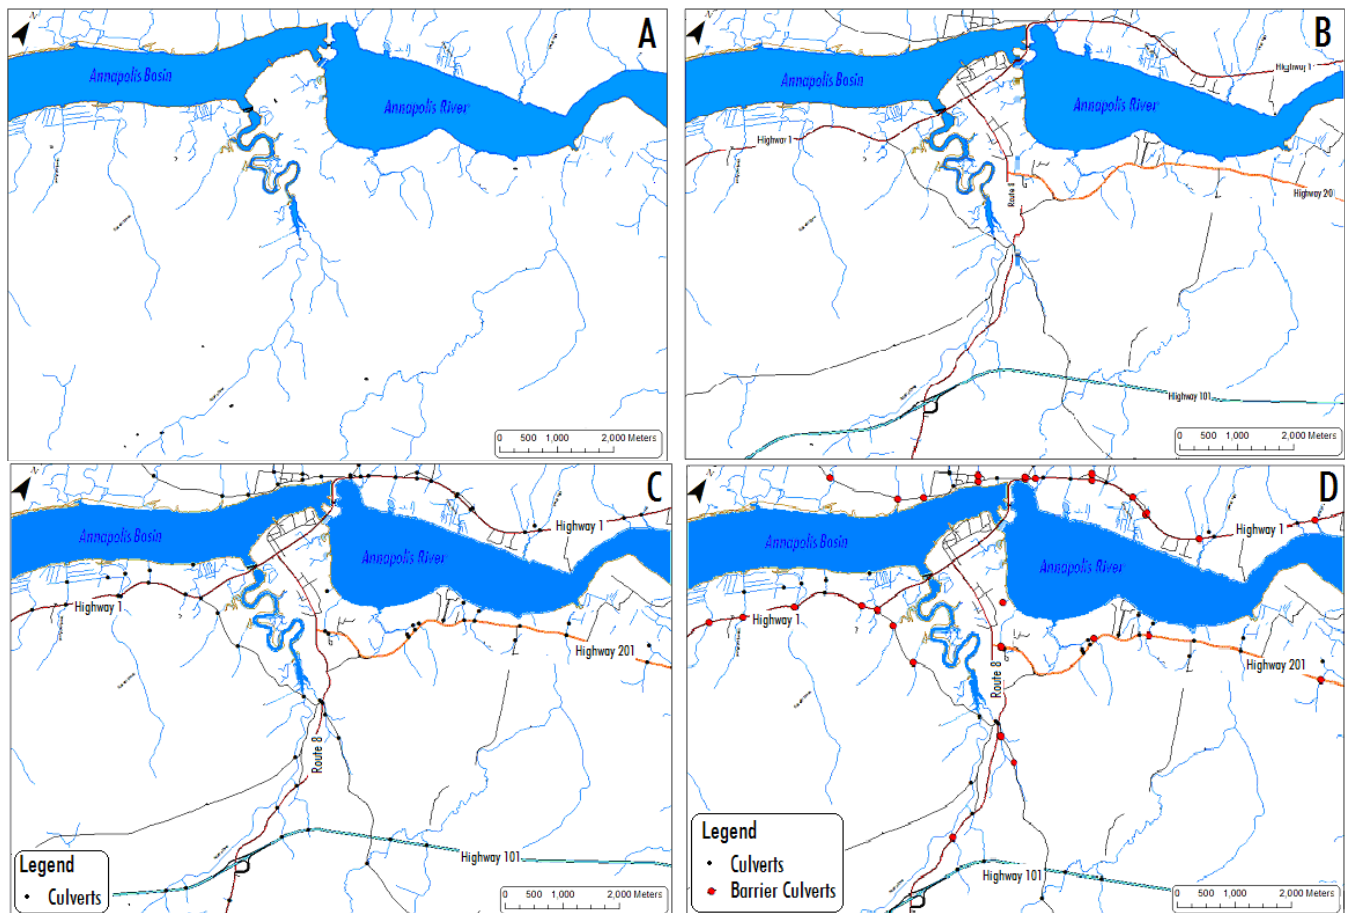 N
A
Annapolis Basin
Annapolis River
0 500 1,000 2,000 Meters
N
B
Annapolis Basin
Annapolis River
Highway 1
Highway 1
Route 8
Highway 20
Highway 101
0 500 1,000 2,000 Meters
N
C
Annapolis Basin
Annapolis River
Highway 1
Highway 1
Highway 201
Route 8
Highway 101
Legend
Culverts
0 500 1,000 2,000 Meters
N
D
Annapolis Basin
Annapolis River
Highway 1
Highway 1
Highway 201
Route 8
Highway 101
Legend
Culverts
Barrier Culverts
0 500 1,000 2,000 Meters